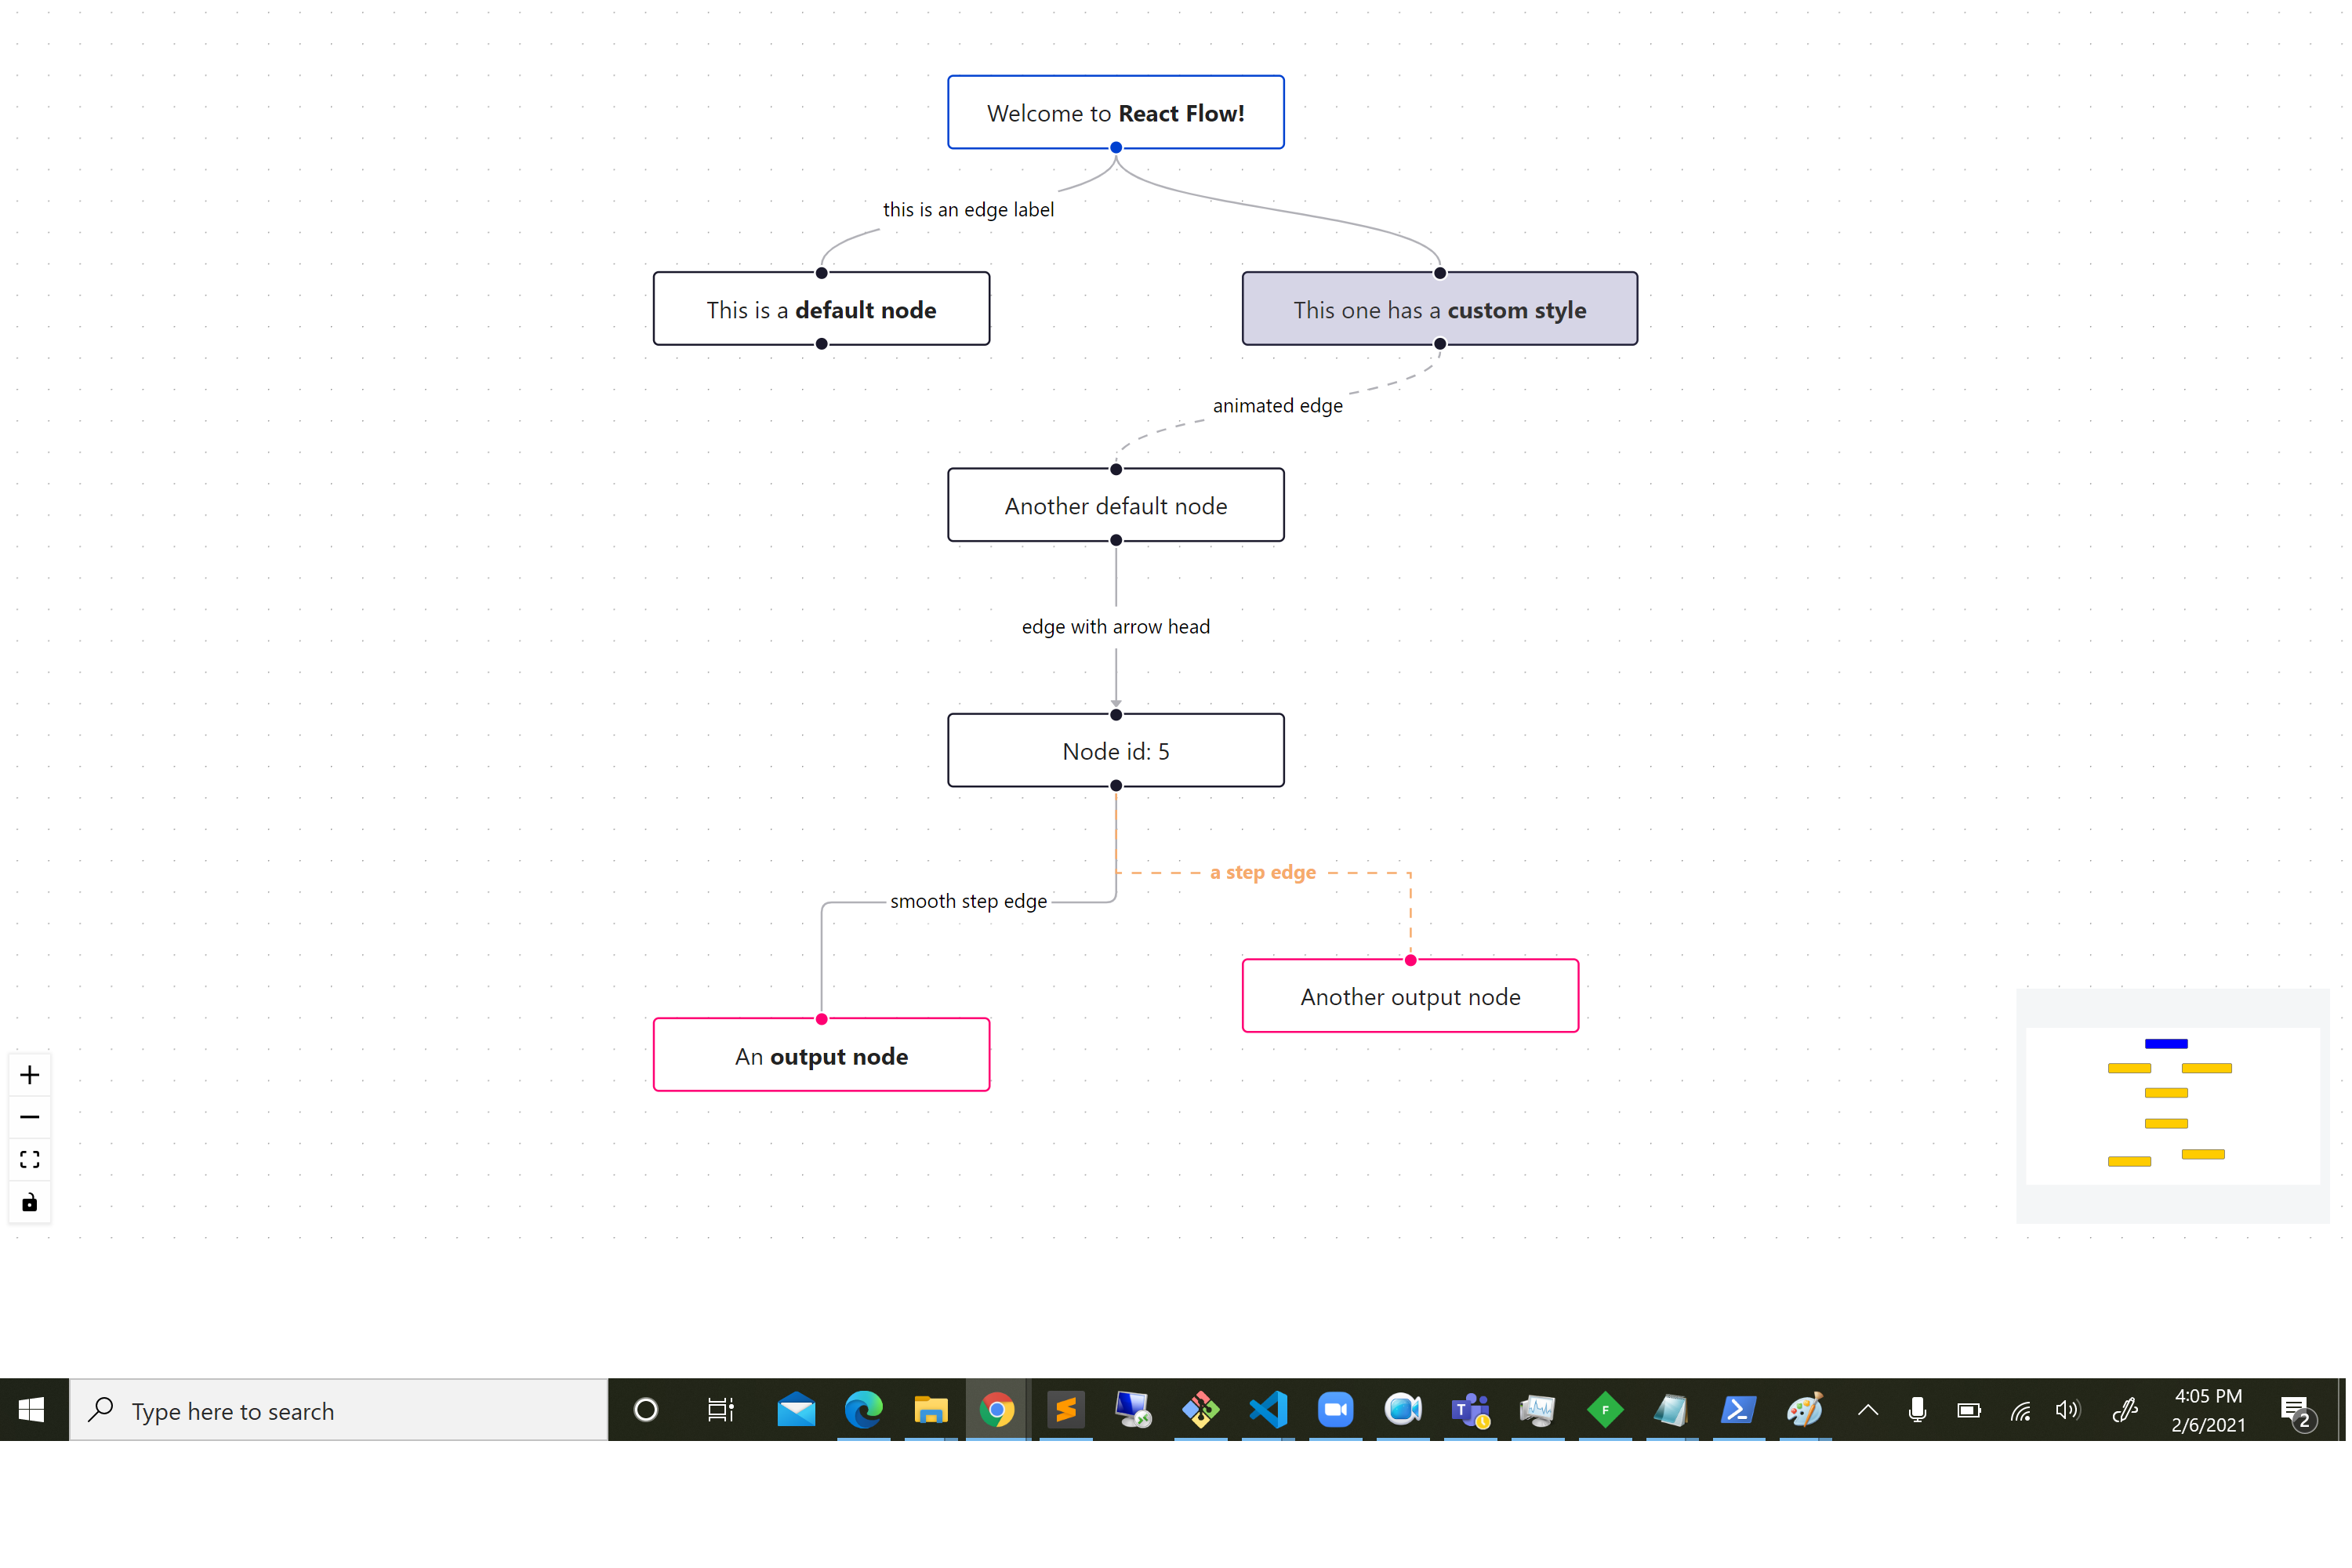 Welcome to React Flow!
this is an edge label
This is a default node
This one has a custom style
animated edge
Another default node
edge with arrow head
Node id: 5
a step edge
smooth step edge
Another output node
An output node
Type here to search
T
F
4:05 PM
2/6/2021
2